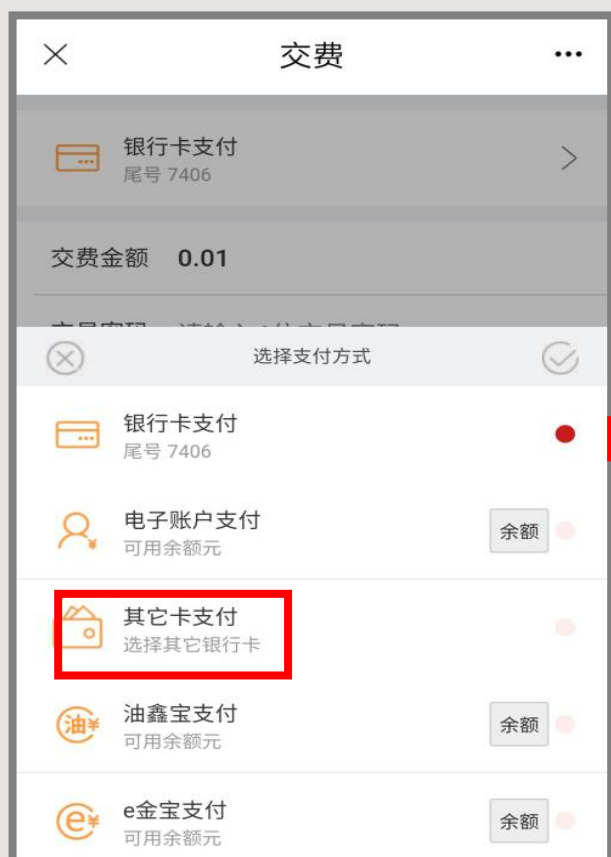 交费
银行卡支付
尾号 7406
交费金额 0.01
选择支付方式
银行卡支付
尾号 7406
电子账户支付
可用余额元
余额
其它卡支付
选择其它银行卡
油鑫宝支付
可用余额元
余额
e金宝支付
可用余额元
余额